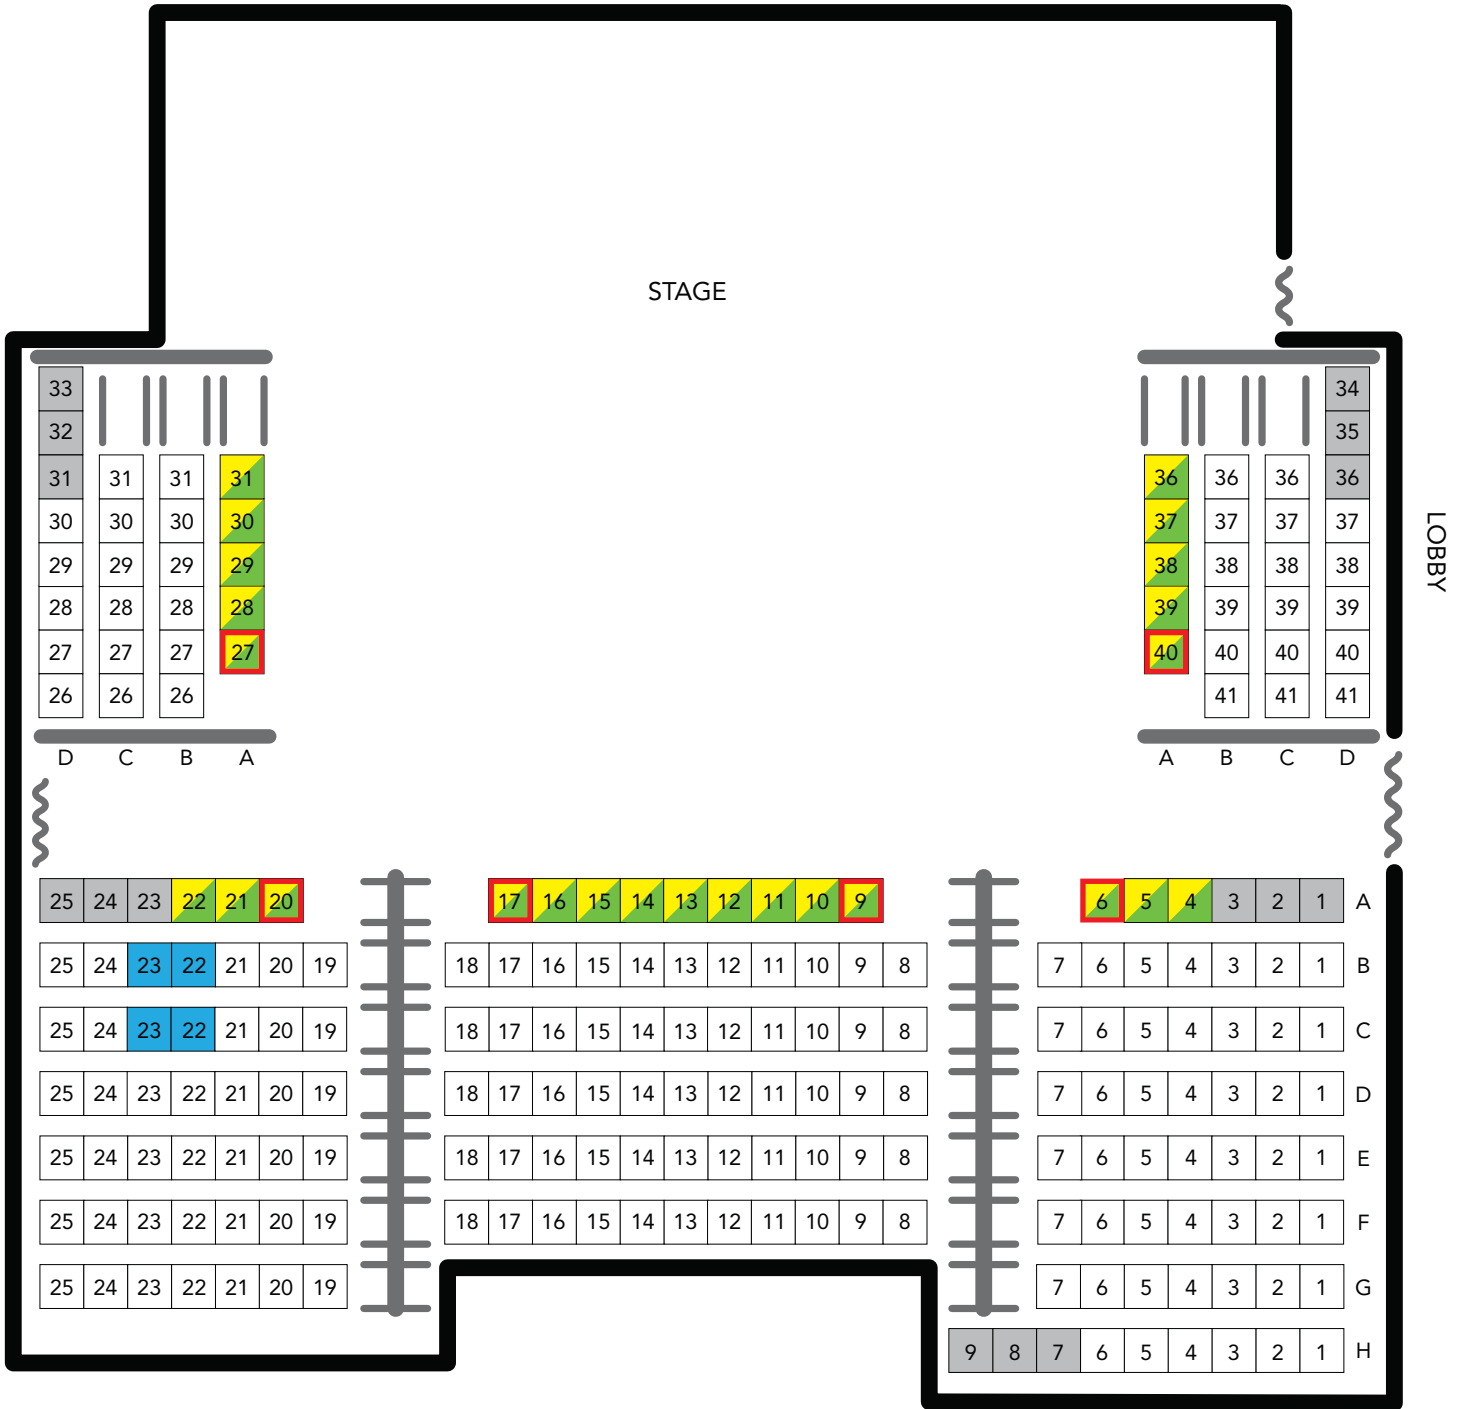 STAGE
33 34
32 35
31 31 31 31 36 36 36 36
30 30 30 30 37 37 37 37
29 29 29 29 38 38 38 38
28 28 28 28 39 39 39 39
27 27 27 27 40 40 40 40
26 26 26 41 41 41
D C B A A B C D
LOBBY
25 24 23 22 21 20 17 16 15 14 13 12 11 10 9 6 5 4 3 2 1 A
25 24 23 22 21 20 19 18 17 16 15 14 13 12 11 10 9 8 7 6 5 4 3 2 1 B
25 24 23 22 21 20 19 18 17 16 15 14 13 12 11 10 9 8 7 6 5 4 3 2 1 C
25 24 23 22 21 20 19 18 17 16 15 14 13 12 11 10 9 8 7 6 5 4 3 2 1 D
25 24 23 22 21 20 19 18 17 16 15 14 13 12 11 10 9 8 7 6 5 4 3 2 1 E
25 24 23 22 21 20 19 18 17 16 15 14 13 12 11 10 9 8 7 6 5 4 3 2 1 F
25 24 23 22 21 20 19 7 6 5 4 3 2 1 G
9 8 7 6 5 4 3 2 1 H